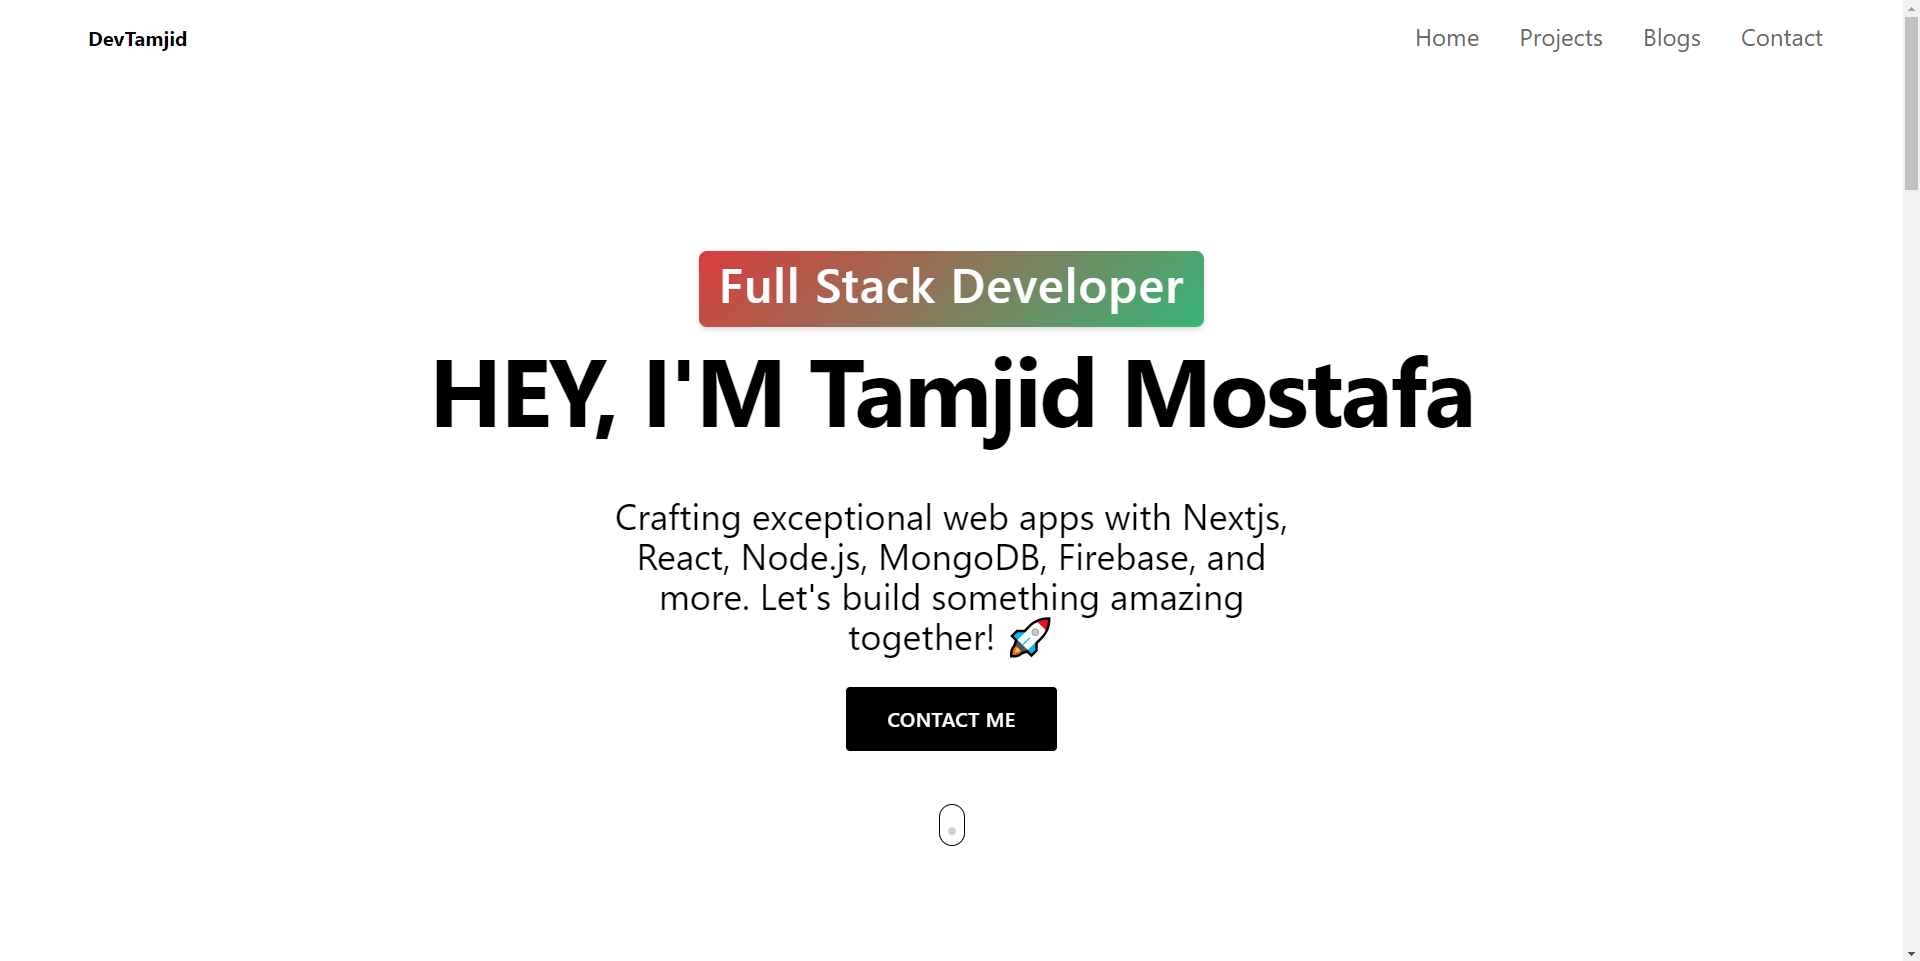 DevTamjid
Home Projects Blogs Contact
Full Stack Developer
HEY, I'M Tamjid Mostafa
Crafting exceptional web apps with Nextjs,
React, Node.js, MongoDB, Firebase, and
more. Let's build something amazing
together! 🚀
CONTACT ME